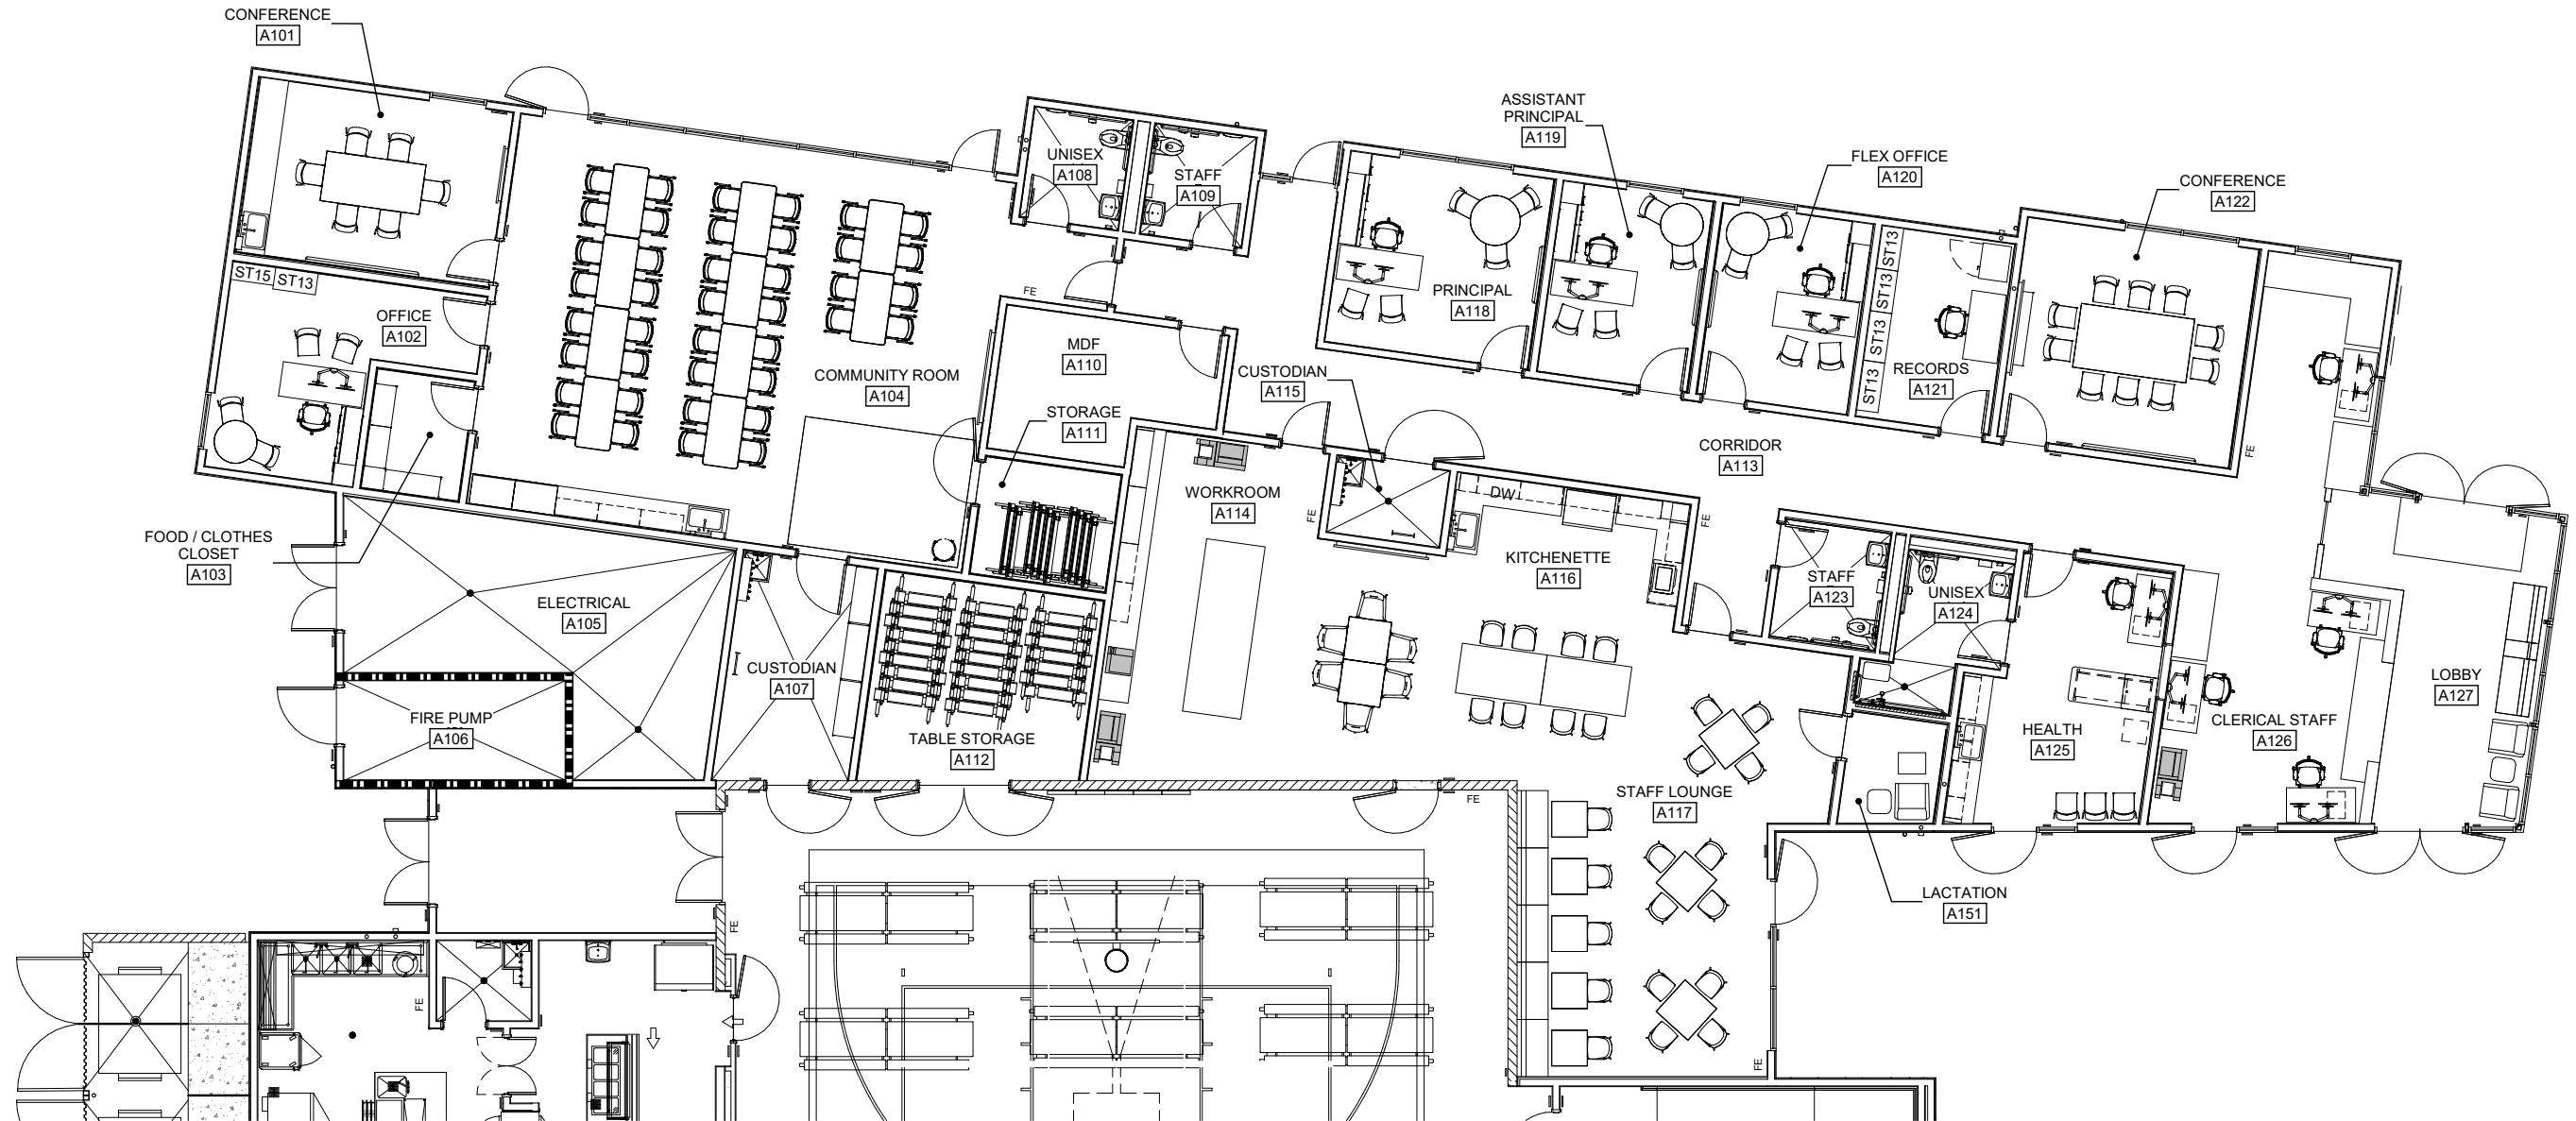 CONFERENCE
A101
ASSISTANT
PRINCIPAL
A119
UNISEX
A108
STAFF
A109
FLEX OFFICE
A120
CONFERENCE
A122
ST15
ST13
OFFICE
A102
FE
PRINCIPAL
A118
ST13
ST13
ST13
ST13
RECORDS
A121
MDF
A110
COMMUNITY ROOM
A104
CUSTODIAN
A115
STORAGE
A111
CORRIDOR
A113
FE
WORKROOM
A114
DW
FE
FE
FOOD / CLOTHES
CLOSET
A103
KITCHENETTE
A116
STAFF
A123
UNISEX
A124
ELECTRICAL
A105
CUSTODIAN
A107
LOBBY
A127
FIRE PUMP
A106
TABLE STORAGE
A112
HEALTH
A125
CLERICAL STAFF
A126
STAFF LOUNGE
A117
FE
LACTATION
A151
FE
FE
FE